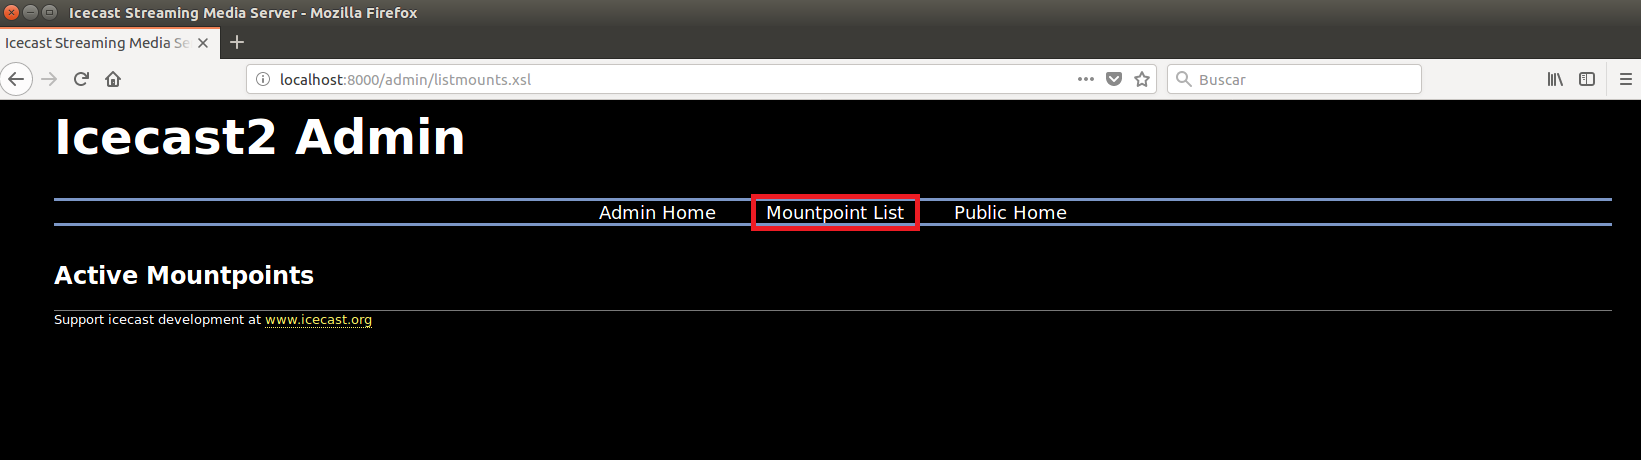 Icecast Streaming Media Server - Mozilla Firefox
Icecast Streaming Media Se
localhost:8000/admin/listmounts.xsl
Buscar
Icecast2 Admin
Admin Home Mountpoint List Public Home
Active Mountpoints
Support icecast development at www.icecast.org